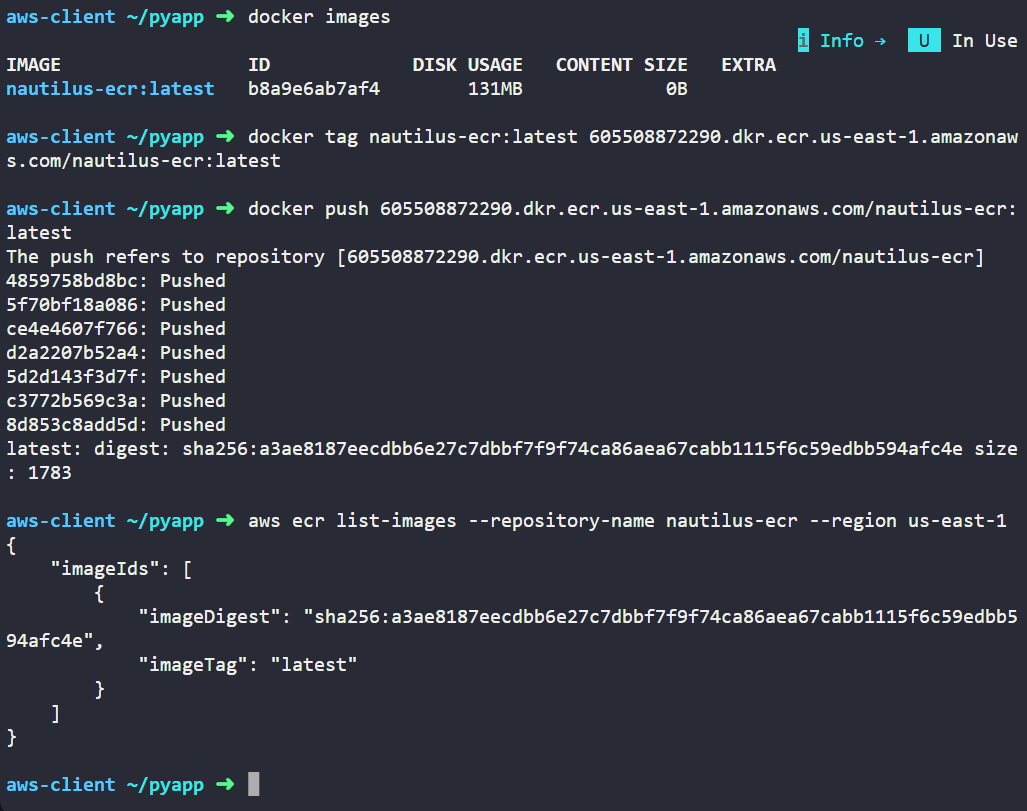 aws-client ~/pyapp ➜ docker images
i Info → U In Use
IMAGE ID DISK USAGE CONTENT SIZE EXTRA
nautilus-ecr:latest b8a9e6ab7af4 131MB 0B
aws-client ~/pyapp ➜ docker tag nautilus-ecr:latest 605508872290.dkr.ecr.us-east-1.amazonaw
s.com/nautilus-ecr:latest
aws-client ~/pyapp ➜ docker push 605508872290.dkr.ecr.us-east-1.amazonaws.com/nautilus-ecr:
latest
The push refers to repository [605508872290.dkr.ecr.us-east-1.amazonaws.com/nautilus-ecr]
4859758bd8bc: Pushed
5f70bf18a086: Pushed
ce4e4607f766: Pushed
d2a2207b52a4: Pushed
5d2d143f3d7f: Pushed
c3772b569c3a: Pushed
8d853c8add5d: Pushed
latest: digest: sha256:a3ae8187eecdbb6e27c7dbbf7f9f74ca86aea67cabb1115f6c59edbb594afc4e size
: 1783
aws-client ~/pyapp ➜ aws ecr list-images --repository-name nautilus-ecr --region us-east-1
{
    "imageIds": [
        {
            "imageDigest": "sha256:a3ae8187eecdbb6e27c7dbbf7f9f74ca86aea67cabb1115f6c59edbb5
94afc4e",
            "imageTag": "latest"
        }
    ]
}
aws-client ~/pyapp ➜